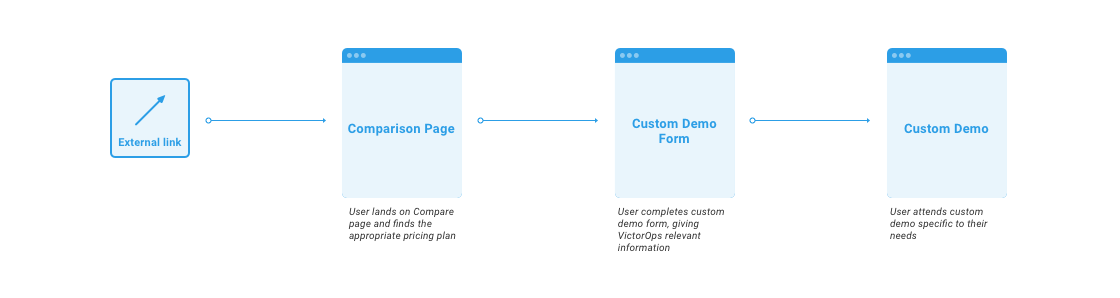 External link
Comparison Page
Custom Demo
Form
Custom Demo
User lands on Compare
page and finds the
appropriate pricing plan
User completes custom
demo form, giving
VictorOps relevant
information
User attends custom
demo specific to their
needs